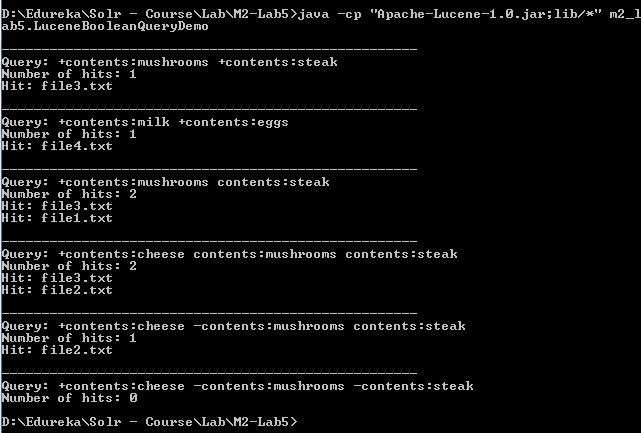 D:\Edureka\Solr - Course\Lab\M2-Lab5>java -cp "Apache-Lucene-1.0.jar;lib/*" m2_l
ab5.LuceneBooleanQueryDemo
----------------------------------------------------
Query: +contents:mushrooms +contents:steak
Number of hits: 1
Hit: file3.txt
----------------------------------------------------
Query: +contents:milk +contents:eggs
Number of hits: 1
Hit: file4.txt
----------------------------------------------------
Query: +contents:mushrooms contents:steak
Number of hits: 2
Hit: file3.txt
Hit: file1.txt
----------------------------------------------------
Query: +contents:cheese contents:mushrooms contents:steak
Number of hits: 2
Hit: file3.txt
Hit: file2.txt
----------------------------------------------------
Query: +contents:cheese -contents:mushrooms contents:steak
Number of hits: 1
Hit: file2.txt
----------------------------------------------------
Query: +contents:cheese -contents:mushrooms -contents:steak
Number of hits: 0
D:\Edureka\Solr - Course\Lab\M2-Lab5>